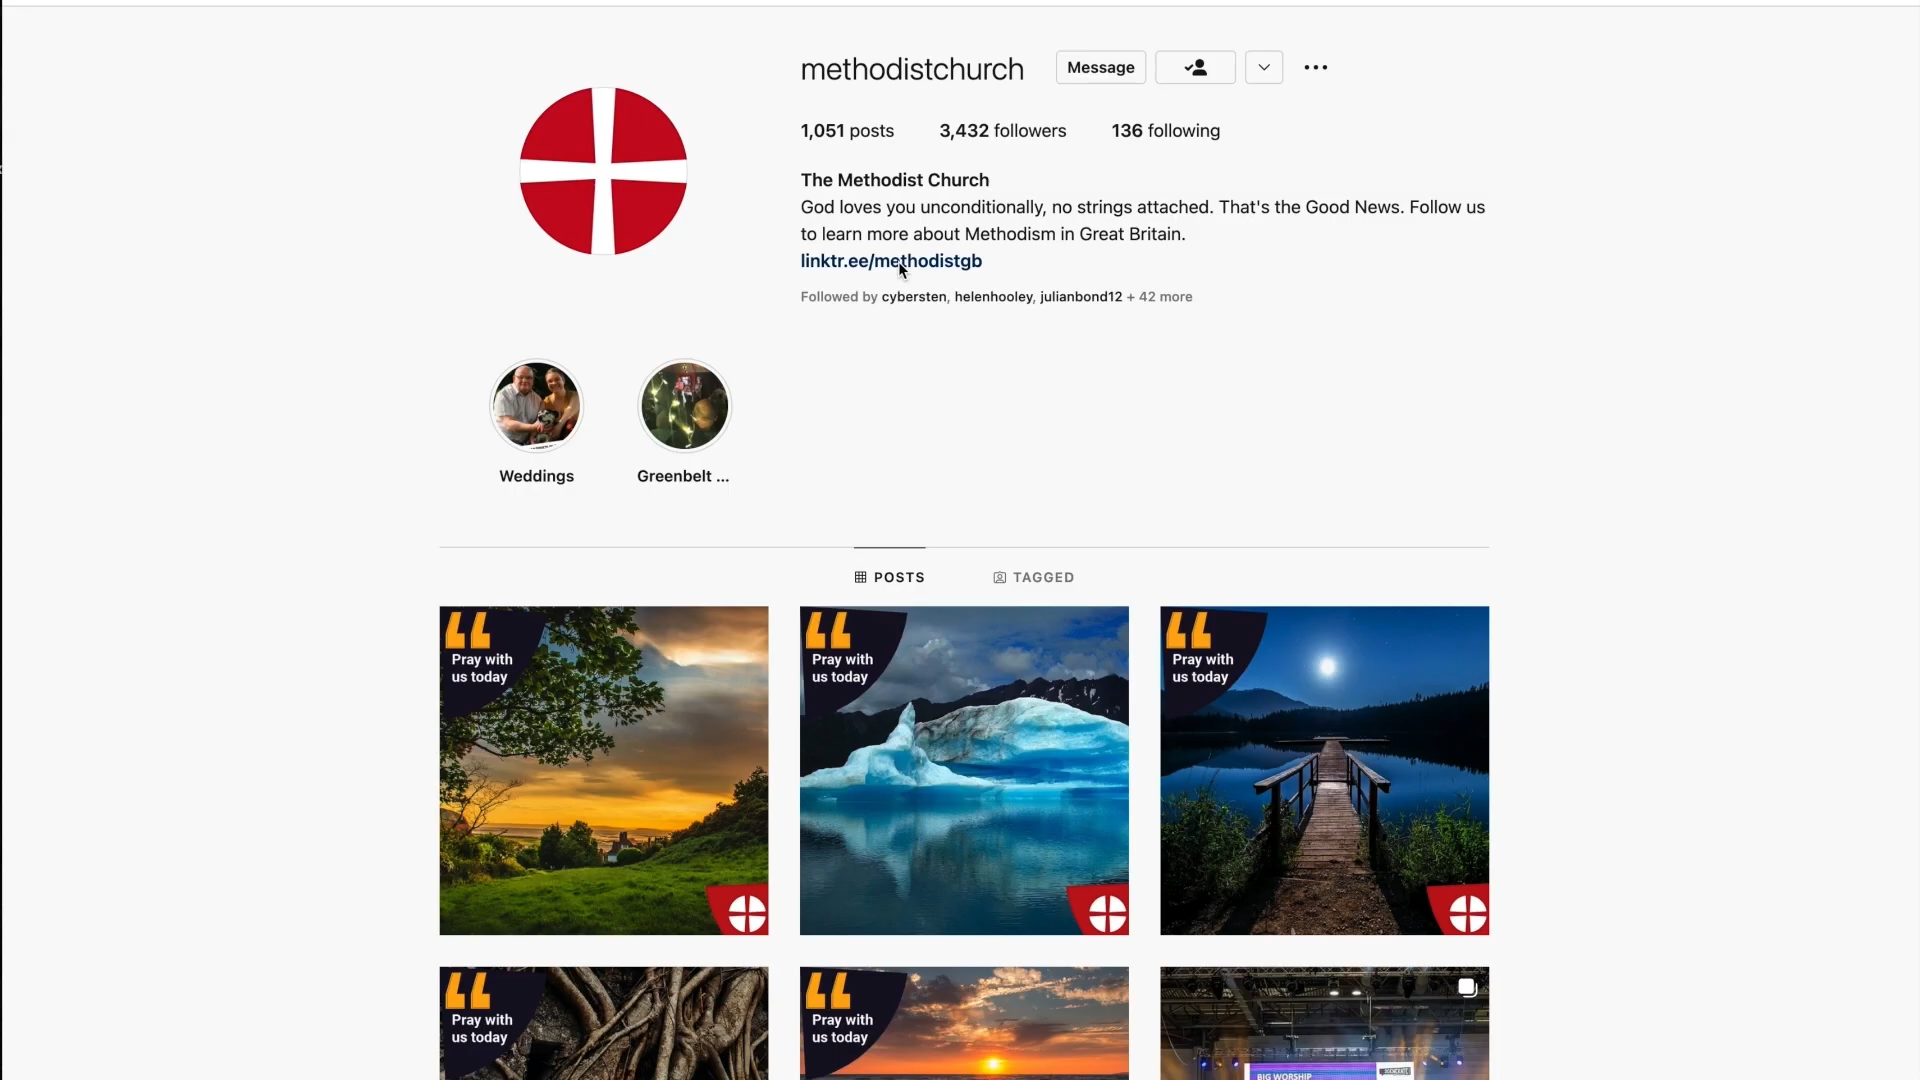 methodistchurch
Message
1,051 posts
3,432 followers
136 following
The Methodist Church
God loves you unconditionally, no strings attached. That's the Good News. Follow us
to learn more about Methodism in Great Britain.
linktr.ee/methodistgb
Followed by cybersten, helenhooley, julianbond12 + 42 more
Weddings
Greenbelt ...
POSTS
TAGGED
Pray with
us today
Pray with
us today
Pray with
us today
Pray with
us today
Pray with
us today
BIG WORSHIP